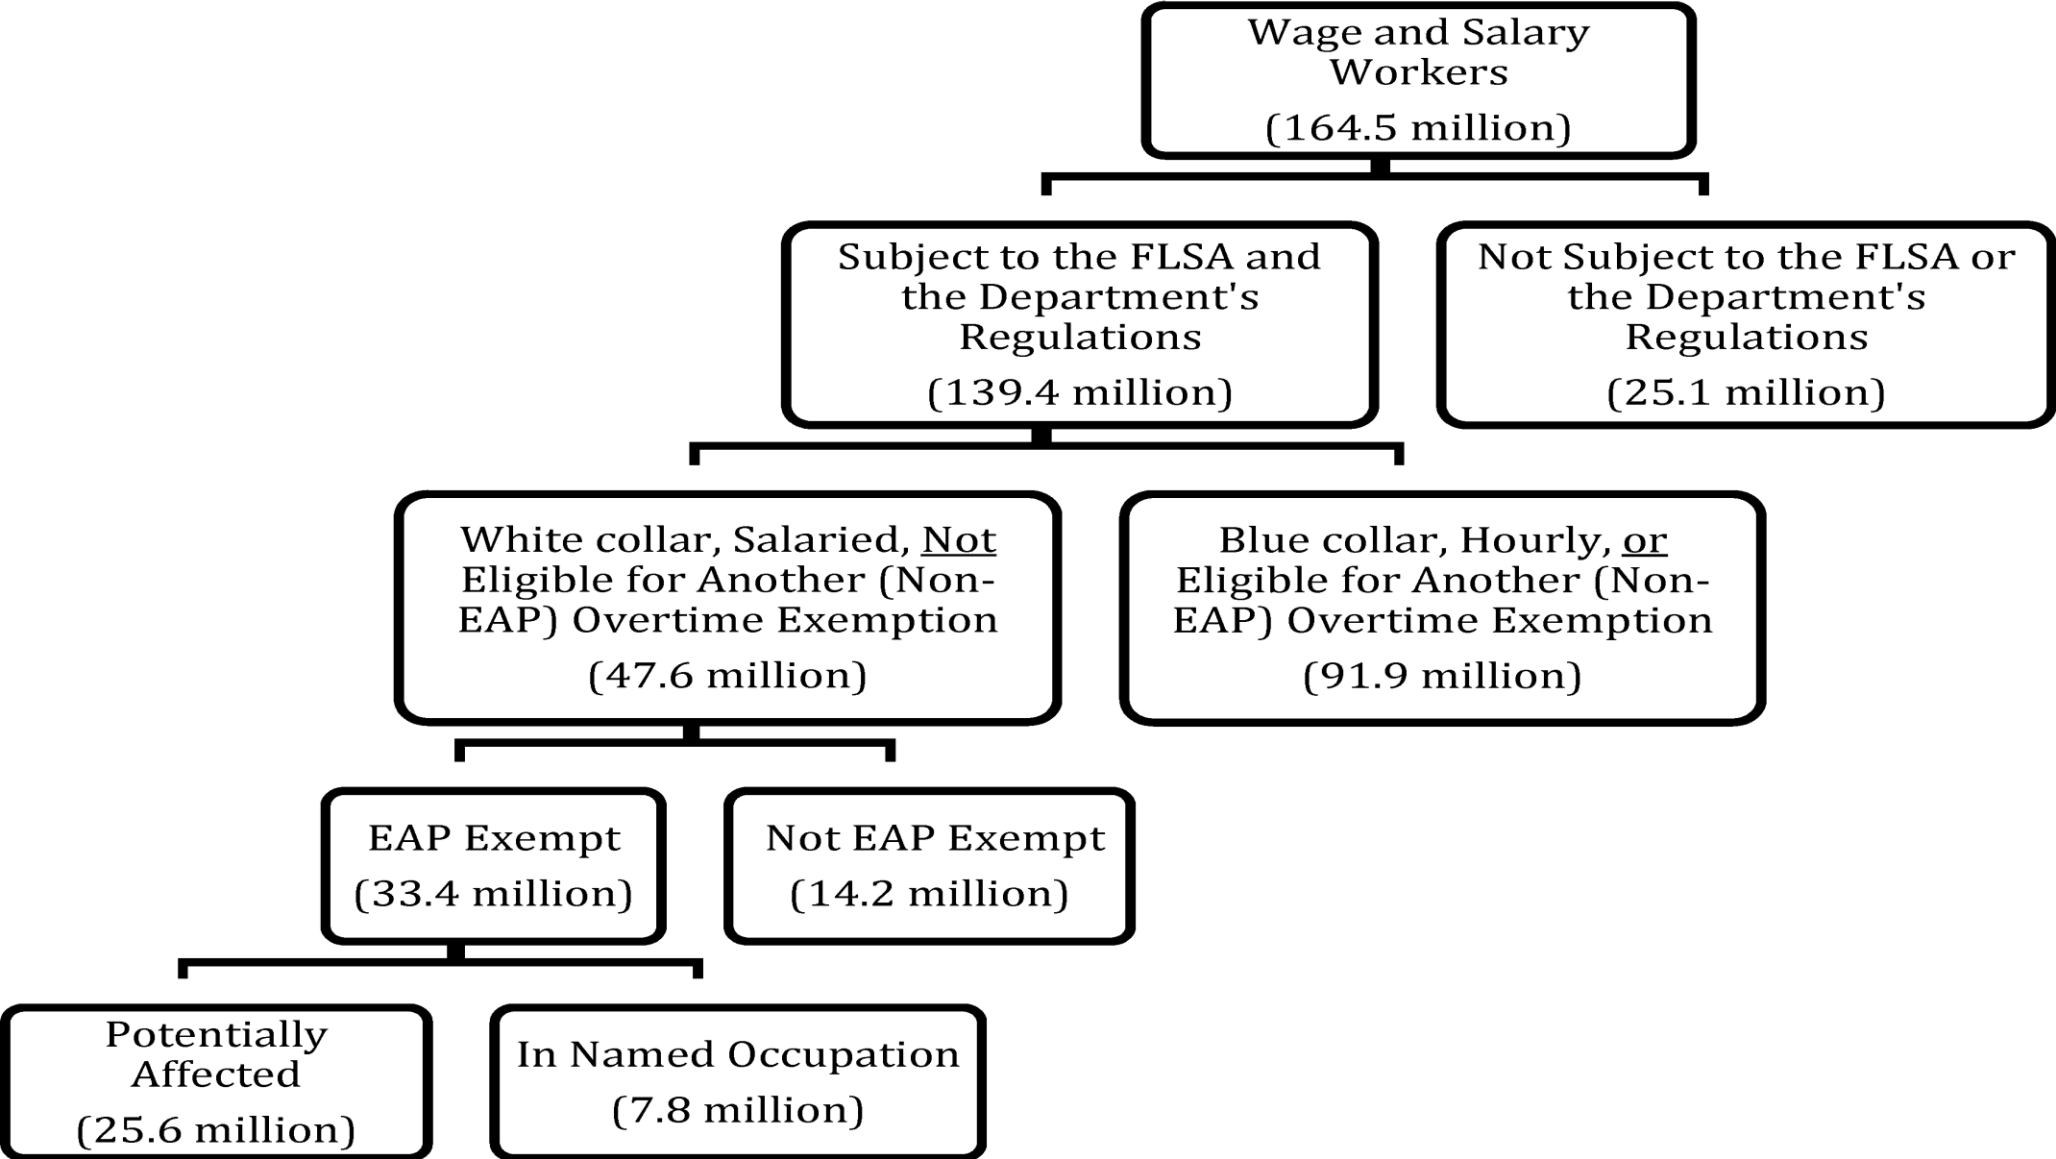 Wage and Salary
Workers
(164.5 million)
Subject to the FLSA and
the Department's
Regulations
(139.4 million)
Not Subject to the FLSA or
the Department's
Regulations
(25.1 million)
White collar, Salaried, Not
Eligible for Another (Non-
EAP) Overtime Exemption
(47.6 million)
Blue collar, Hourly, or
Eligible for Another (Non-
EAP) Overtime Exemption
(91.9 million)
EAP Exempt
(33.4 million)
Not EAP Exempt
(14.2 million)
Potentially
Affected
(25.6 million)
In Named Occupation
(7.8 million)